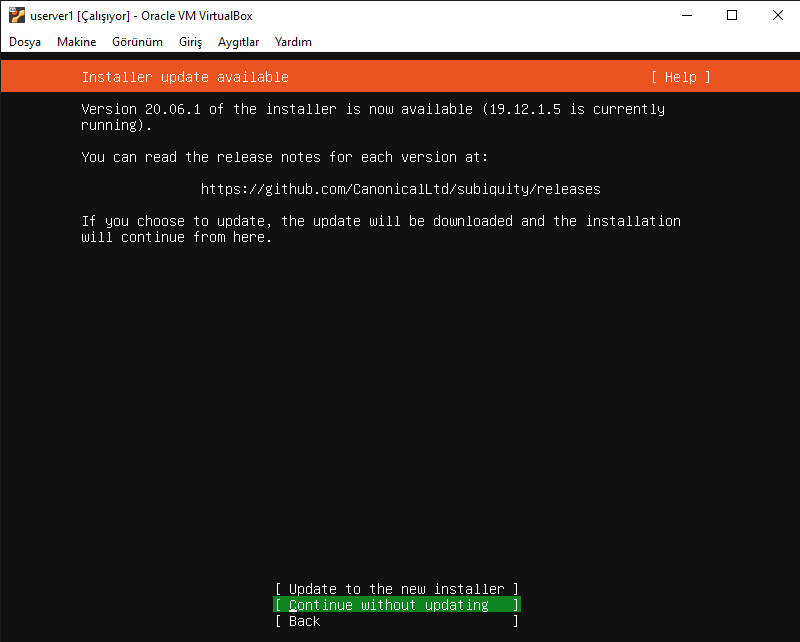 userver1 [Çalışıyor] - Oracle VM VirtualBox
Dosya Makine Görünüm Giriş Aygıtlar Yardım
Installer update available [ Help ]
Version 20.06.1 of the installer is now available (19.12.1.5 is currently
running).
You can read the release notes for each version at:
https://github.com/CanonicalLtd/subiquity/releases
If you choose to update, the update will be downloaded and the installation
will continue from here.
[ Update to the new installer ]
[ Continue without updating ]
[ Back ]